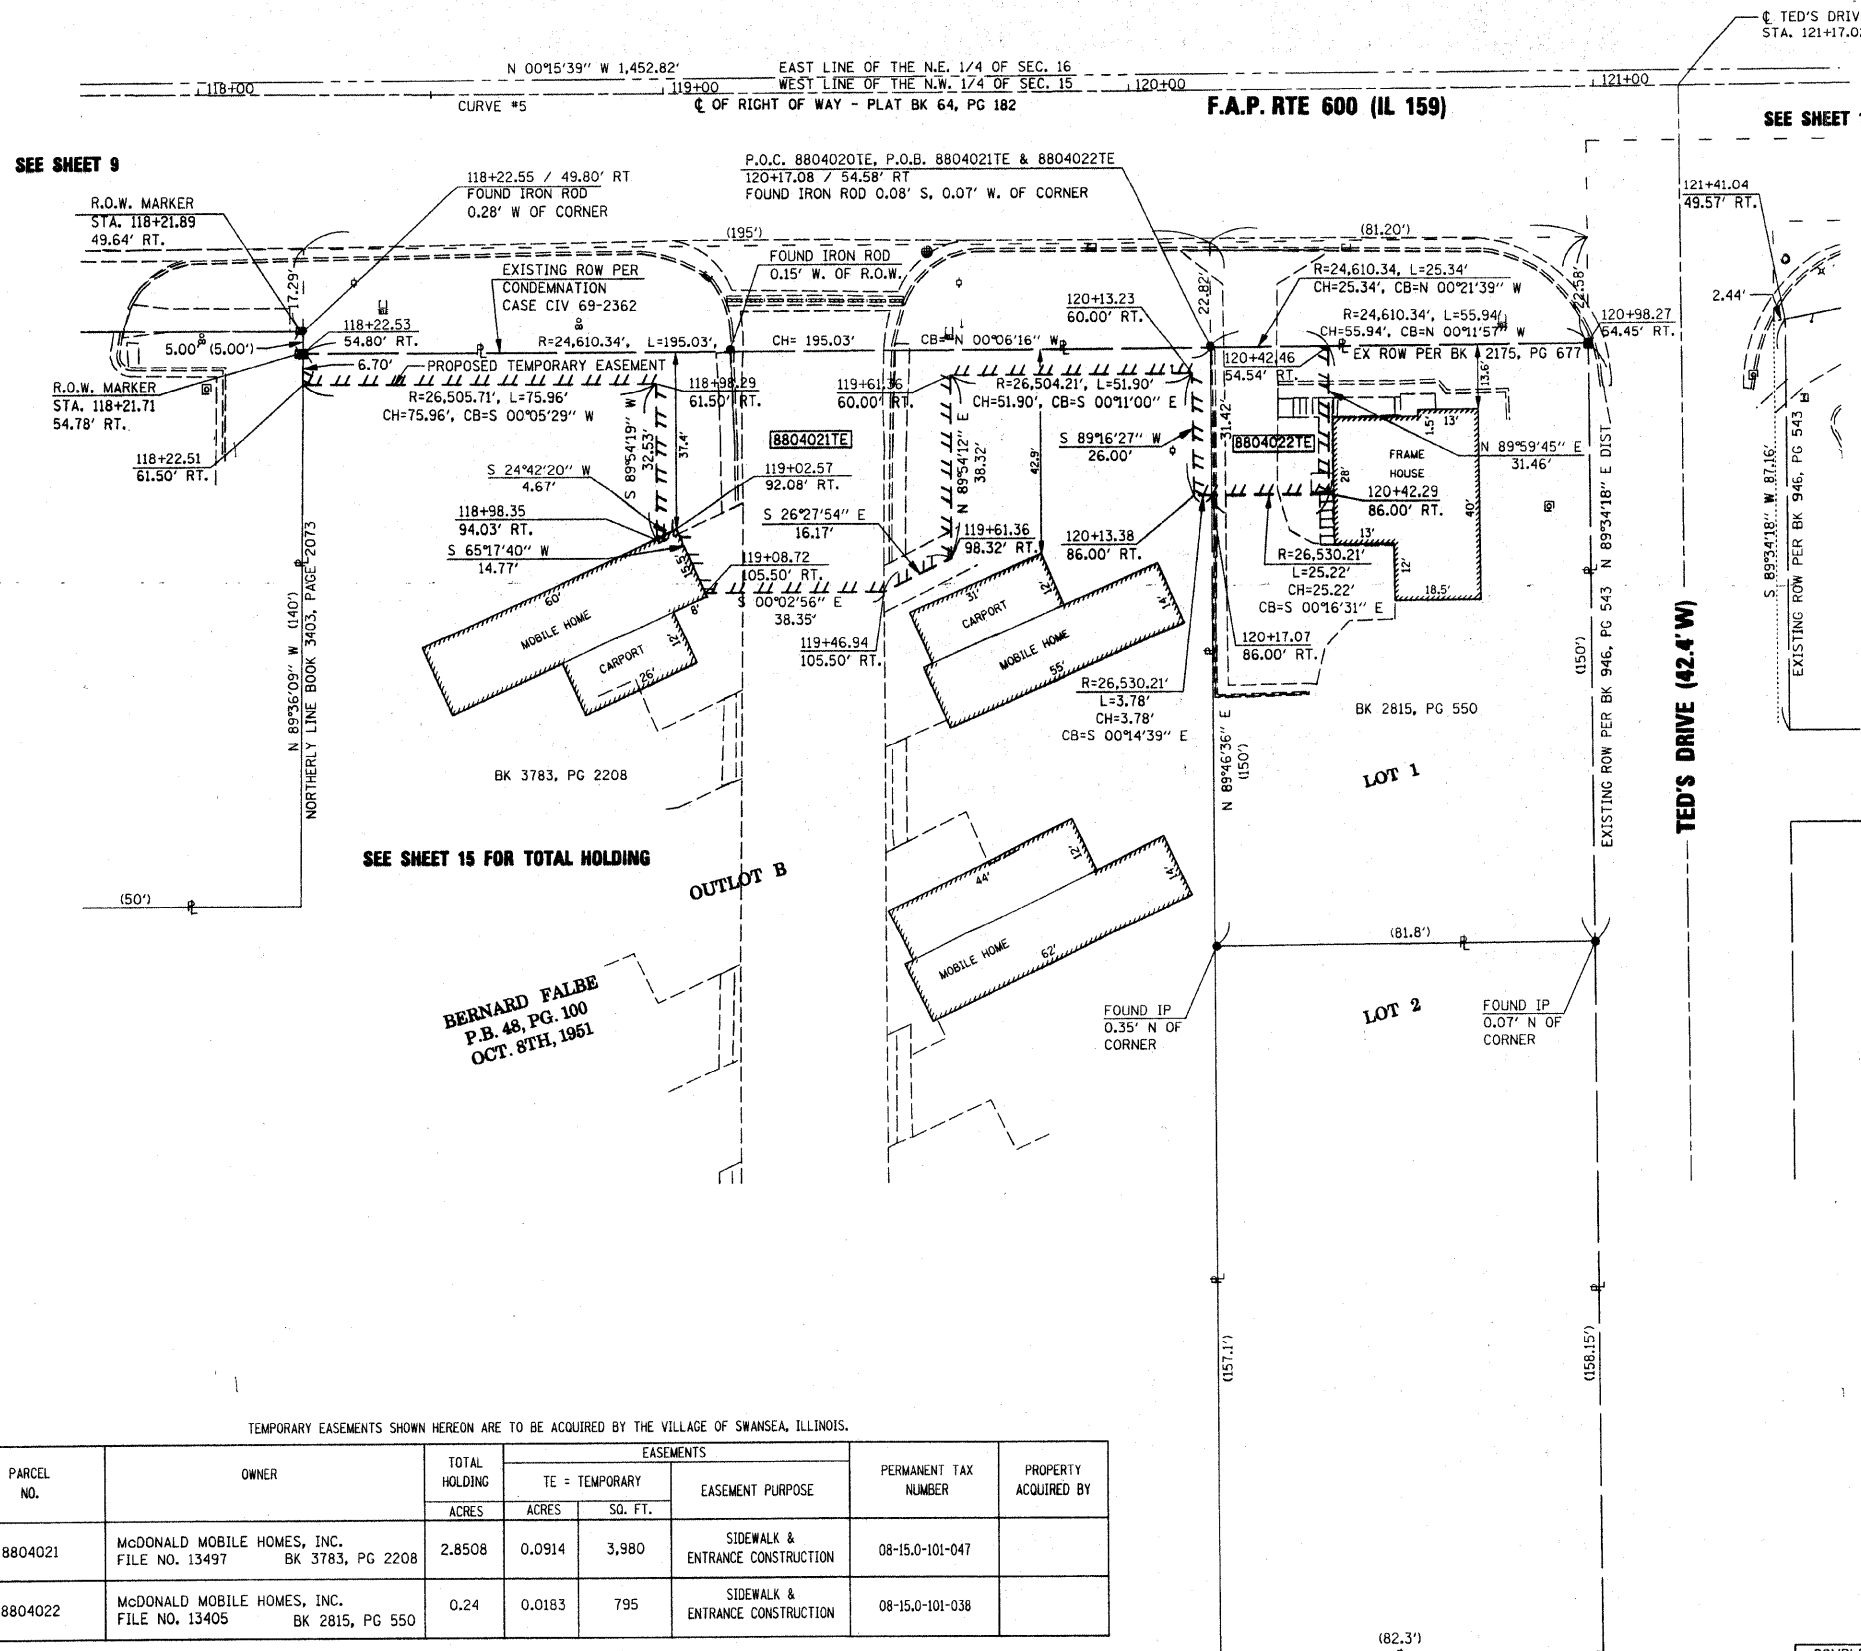 ℄ TED'S DRIV
STA. 121+17.0
N 00°15'39" W 1,452.82'
EAST LINE OF THE N.E. 1/4 OF SEC. 16
WEST LINE OF THE N.W. 1/4 OF SEC. 15
118+00
119+00
120+00
121+00
CURVE #5
℄ OF RIGHT OF WAY - PLAT BK 64, PG 182
F.A.P. RTE 600 (IL 159)
SEE SHEET
SEE SHEET 9
R.O.W. MARKER
STA. 118+21.89
49.64' RT.
118+22.55 / 49.80' RT
FOUND IRON ROD
0.28' W OF CORNER
P.O.C. 8804020TE, P.O.B. 8804021TE & 8804022TE
120+17.08 / 54.58' RT
FOUND IRON ROD 0.08' S, 0.07' W. OF CORNER
121+41.04
49.57' RT.
(195')
(81.20')
17.29'
EXISTING ROW PER
CONDEMNATION
CASE CIV 69-2362
FOUND IRON ROD
0.15' W. OF R.O.W.
22.82'
R=24,610.34, L=25.34'
CH=25.34', CB=N 00°21'39" W
22.58'
2.44'
120+13.23
60.00' RT.
R=24,610.34', L=55.94'
CH=55.94', CB=N 00°11'57" W
120+98.27
54.45' RT.
118+22.53
54.80' RT.
5.00' (5.00')
R=24,610.34', L=195.03',
CH= 195.03'
CB= N 00°06'16" W
120+42.46
54.54' RT.
EX ROW PER BK 2175, PG 677
6.70'
PROPOSED TEMPORARY EASEMENT
R=26,505.71', L=75.96'
CH=75.96', CB=S 00°05'29" W
118+98.29
61.50' RT.
119+61.36
60.00' RT.
R=26,504.21', L=51.90'
CH=51.90', CB=S 00°11'00" E
13.6'
R.O.W. MARKER
STA. 118+21.71
54.78' RT.
118+22.51
61.50' RT.
S 89°54'19" W
32.53'
37.4'
8804021TE
N 89°54'12" E
38.32'
42.9'
S 89°16'27" W
26.00'
31.42'
8804022TE
1.5'
13'
FRAME
HOUSE
28'
40'
13'
12'
18.5'
N 89°59'45" E
31.46'
S 24°42'20" W
4.67'
119+02.57
92.08' RT.
118+98.35
94.03' RT.
S 65°17'40" W
14.77'
S 26°27'54" E
16.17'
119+61.36
98.32' RT.
120+13.38
86.00' RT.
120+42.29
86.00' RT.
119+08.72
105.50' RT.
S 00°02'56" E
38.35'
119+46.94
105.50' RT.
R=26,530.21'
L=25.22'
CH=25.22'
CB=S 00°16'31" E
120+17.07
86.00' RT.
R=26,530.21'
L=3.78'
CH=3.78'
CB=S 00°14'39" E
60'
15.5'
8'
MOBILE HOME
CARPORT
12'
26'
31'
12'
CARPORT
MOBILE HOME
14'
55'
N 89°36'09" W (140')
NORTHERLY LINE BOOK 3403, PAGE 2073
N 89°46'36" E
(150')
(150')
EXISTING ROW PER BK 946, PG 543 N 89°34'18" E DIST
TED'S DRIVE (42.4' W)
S 89°34'18" W 87.16'
EXISTING ROW PER BK 946, PG 543
BK 3783, PG 2208
BK 2815, PG 550
LOT 1
SEE SHEET 15 FOR TOTAL HOLDING
OUTLOT B
(50')
44'
12'
14'
MOBILE HOME
62'
(81.8')
BERNARD FALBE
P.B. 48, PG. 100
OCT. 8TH, 1951
FOUND IP
0.35' N OF
CORNER
LOT 2
FOUND IP
0.07' N OF
CORNER
(157.1')
(158.15')
(82.3')
TEMPORARY EASEMENTS SHOWN HEREON ARE TO BE ACQUIRED BY THE VILLAGE OF SWANSEA, ILLINOIS.
PARCEL NO. OWNER TOTAL HOLDING ACRES EASEMENTS TE = TEMPORARY ACRES SQ. FT. EASEMENT PURPOSE PERMANENT TAX NUMBER PROPERTY ACQUIRED BY
8804021 McDONALD MOBILE HOMES, INC. FILE NO. 13497 BK 3783, PG 2208 2.8508 0.0914 3,980 SIDEWALK & ENTRANCE CONSTRUCTION 08-15.0-101-047
8804022 McDONALD MOBILE HOMES, INC. FILE NO. 13405 BK 2815, PG 550 0.24 0.0183 795 SIDEWALK & ENTRANCE CONSTRUCTION 08-15.0-101-038